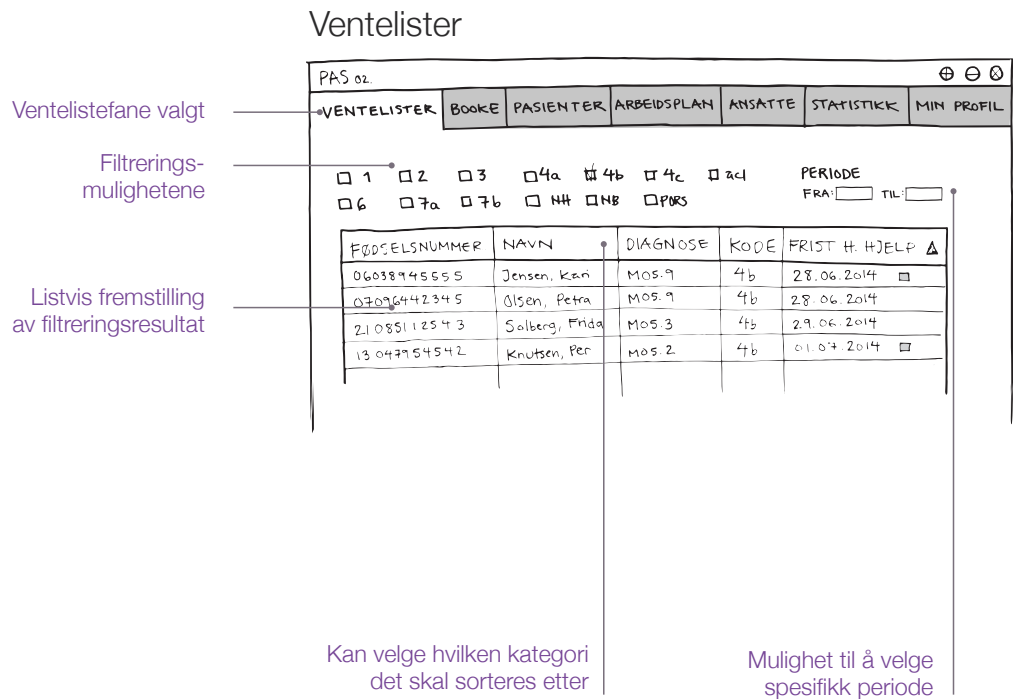 Ventelister
PAS 02.
VENTELISTER BOOKE PASIENTER ARBEIDSPLAN ANSATTE STATISTIKK MIN PROFIL
Ventelistefane valgt
Filtrerings-
mulighetene
1 2 3 4a 4b 4c acl
6 7a 7b NH NB PORS
PERIODE
FRA: TIL:
FØDSELSNUMMER NAVN DIAGNOSE KODE FRIST H. HJELP
06038945555 Jensen, Kari M05.9 4b 28.06.2014
07096442345 Olsen, Petra M05.9 4b 28.06.2014
21085112543 Solberg, Frida M05.3 4b 29.06.2014
13047954542 Knutsen, Per M05.2 4b 01.07.2014
Listvis fremstilling
av filtreringsresultat
Kan velge hvilken kategori
det skal sorteres etter
Mulighet til å velge
spesifikk periode